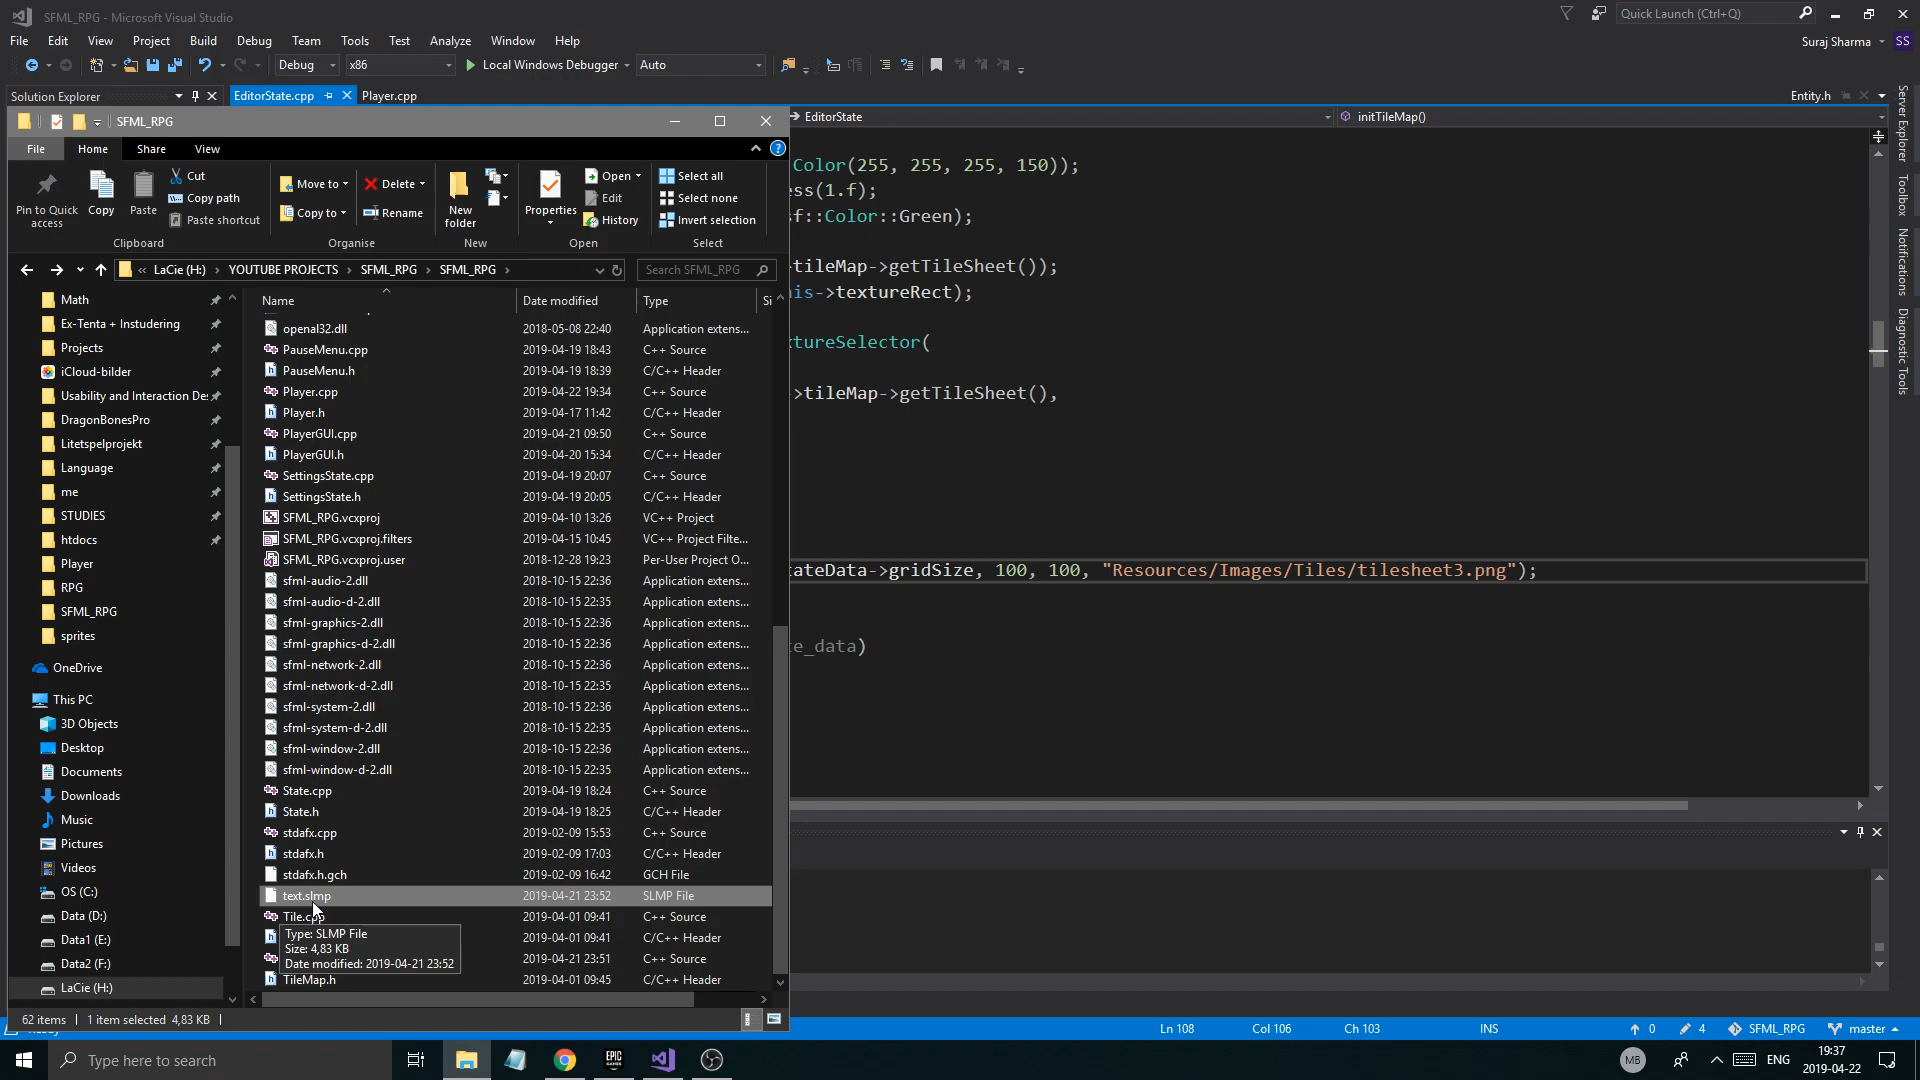 SFML_RPG - Microsoft Visual Studio
Quick Launch (Ctrl+Q)
File Edit View Project Build Debug Team Tools Test Analyze Window Help
Suraj Sharma
SS
Debug x86 Local Windows Debugger Auto
Solution Explorer
EditorState.cpp
Player.cpp
Entity.h
SFML_RPG
EditorState
initTileMap()
File Home Share View
Pin to Quick access
Copy
Paste
Cut
Copy path
Paste shortcut
Clipboard
Move to
Copy to
Delete
Rename
Organise
New folder
New
Properties
Open
Edit
History
Open
Select all
Select none
Invert selection
Select
« LaCie (H:) › YOUTUBE PROJECTS › SFML_RPG › SFML_RPG ›
Search SFML_RPG
Math
Ex-Tenta + Instudering
Projects
iCloud-bilder
Usability and Interaction De
DragonBonesPro
Litetspelprojekt
Language
me
STUDIES
htdocs
Player
RPG
SFML_RPG
sprites
OneDrive
This PC
3D Objects
Desktop
Documents
Downloads
Music
Pictures
Videos
OS (C:)
Data (D:)
Data1 (E:)
Data2 (F:)
LaCie (H:)
Name Date modified Type Si
openal32.dll 2018-05-08 22:40 Application extens...
PauseMenu.cpp 2019-04-19 18:43 C++ Source
PauseMenu.h 2019-04-19 18:39 C/C++ Header
Player.cpp 2019-04-22 19:34 C++ Source
Player.h 2019-04-17 11:42 C/C++ Header
PlayerGUI.cpp 2019-04-21 09:50 C++ Source
PlayerGUI.h 2019-04-20 15:34 C/C++ Header
SettingsState.cpp 2019-04-19 20:07 C++ Source
SettingsState.h 2019-04-19 20:05 C/C++ Header
SFML_RPG.vcxproj 2019-04-10 13:26 VC++ Project
SFML_RPG.vcxproj.filters 2019-04-15 10:45 VC++ Project Filte...
SFML_RPG.vcxproj.user 2018-12-28 19:23 Per-User Project O...
sfml-audio-2.dll 2018-10-15 22:36 Application extens...
sfml-audio-d-2.dll 2018-10-15 22:35 Application extens...
sfml-graphics-2.dll 2018-10-15 22:36 Application extens...
sfml-graphics-d-2.dll 2018-10-15 22:35 Application extens...
sfml-network-2.dll 2018-10-15 22:36 Application extens...
sfml-network-d-2.dll 2018-10-15 22:35 Application extens...
sfml-system-2.dll 2018-10-15 22:36 Application extens...
sfml-system-d-2.dll 2018-10-15 22:35 Application extens...
sfml-window-2.dll 2018-10-15 22:36 Application extens...
sfml-window-d-2.dll 2018-10-15 22:35 Application extens...
State.cpp 2019-04-19 18:24 C++ Source
State.h 2019-04-19 18:25 C/C++ Header
stdafx.cpp 2019-02-09 15:53 C++ Source
stdafx.h 2019-02-09 17:03 C/C++ Header
stdafx.h.gch 2019-02-09 16:42 GCH File
text.slmp 2019-04-21 23:52 SLMP File
Tile.cpp 2019-04-01 09:41 C++ Source
2019-04-01 09:41 C/C++ Header
2019-04-21 23:51 C++ Source
TileMap.h 2019-04-01 09:45 C/C++ Header
Type: SLMP File
Size: 4,83 KB
Date modified: 2019-04-21 23:52
62 items 1 item selected 4,83 KB
Color(255, 255, 255, 150));
ess(1.f);
sf::Color::Green);
tileMap->getTileSheet());
is->textureRect);
xtureSelector(
>tileMap->getTileSheet(),
tateData->gridSize, 100, 100, "Resources/Images/Tiles/tilesheet3.png");
te_data)
Server Explorer
Toolbox
Notifications
Diagnostic Tools
Ln 108 Col 106 Ch 103 INS 0 4 SFML_RPG master
Type here to search
EPIC GAMES
MB
ENG
19:37
2019-04-22